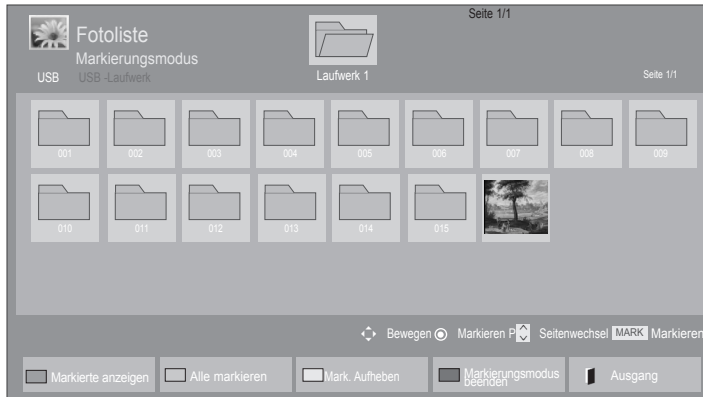 Seite 1/1
Fotoliste
Markierungsmodus
USB USB -Laufwerk
Laufwerk 1
Seite 1/1
001 002 003 004 005 006 007 008 009
010 011 012 013 014 015
Bewegen Markieren P Seitenwechsel MARK Markieren
Markierte anzeigen Alle markieren Mark. Aufheben Markierungsmodus
beenden Ausgang